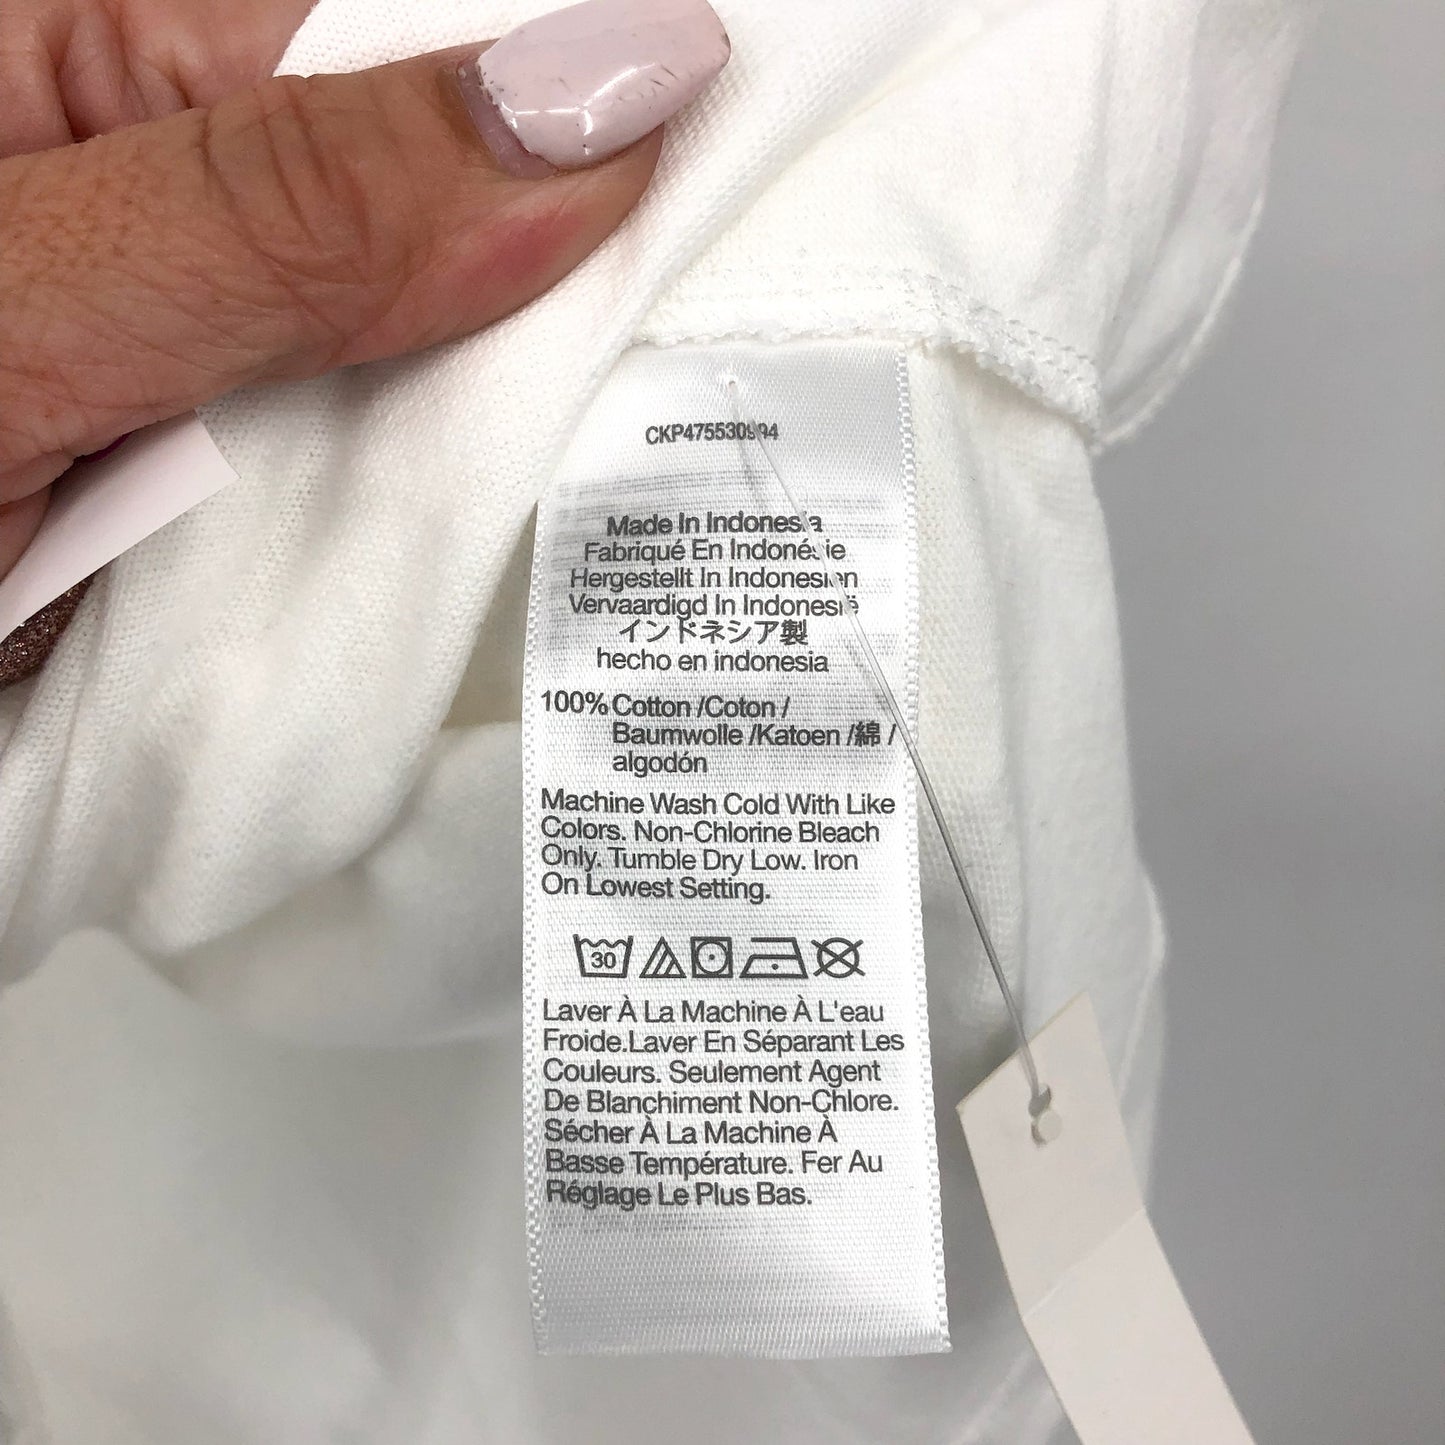 Made In Indonesia
Fabriqué En Indonésie
Hergestellt In Indonesien
Vervaardigd In Indonesië
インドネシア製
hecho en indonesia
100% Cotton /Coton /
Baumwolle /Katoen /綿 /
algodón
Machine Wash Cold With Like
Colors. Non-Chlorine Bleach
Only. Tumble Dry Low. Iron
On Lowest Setting.
30
Laver À La Machine À L'eau
Froide.Laver En Séparant Les
Couleurs. Seulement Agent
De Blanchiment Non-Chlore.
Sécher À La Machine À
Basse Température. Fer Au
Réglage Le Plus Bas.